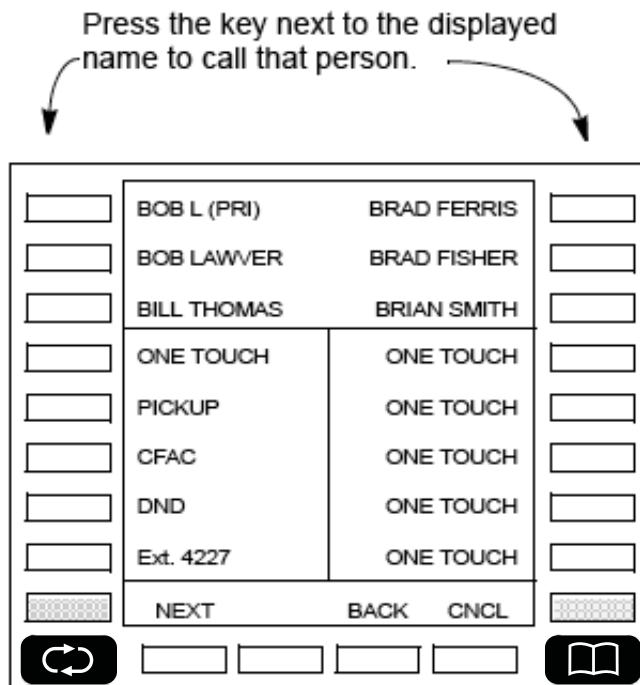 Press the key next to the displayed
name to call that person.
BOB L (PRI) BRAD FERRIS
BOB LAWVER BRAD FISHER
BILL THOMAS BRIAN SMITH
ONE TOUCH ONE TOUCH
PICKUP ONE TOUCH
CFAC ONE TOUCH
DND ONE TOUCH
Ext. 4227 ONE TOUCH
NEXT BACK CNCL